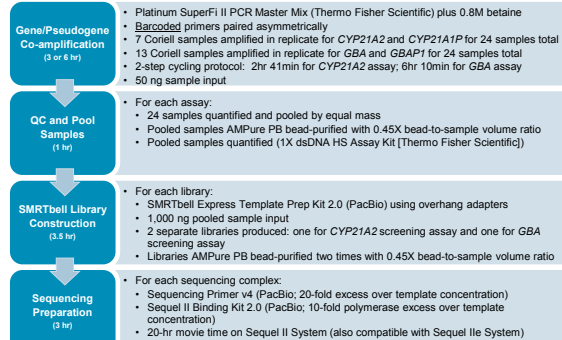 Gene/Pseudogene
Co-amplification
(3 or 6 hr)
• Platinum SuperFi II PCR Master Mix (Thermo Fisher Scientific) plus 0.8M betaine
• Barcoded primers paired asymmetrically
• 7 Coriell samples amplified in replicate for CYP21A2 and CYP21A1P for 24 samples total
• 13 Coriell samples amplified in replicate for GBA and GBAP1 for 24 samples total
• 2-step cycling protocol: 2hr 41min for CYP21A2 assay; 6hr 10min for GBA assay
• 50 ng sample input
QC and Pool
Samples
(1 hr)
• For each assay:
• 24 samples quantified and pooled by equal mass
• Pooled samples AMPure PB bead-purified with 0.45X bead-to-sample volume ratio
• Pooled samples quantified (1X dsDNA HS Assay Kit [Thermo Fisher Scientific])
SMRTbell Library
Construction
(3.5 hr)
• For each library:
• SMRTbell Express Template Prep Kit 2.0 (PacBio) using overhang adapters
• 1,000 ng pooled sample input
• 2 separate libraries produced: one for CYP21A2 screening assay and one for GBA
screening assay
• Libraries AMPure PB bead-purified two times with 0.45X bead-to-sample volume ratio
Sequencing
Preparation
(3 hr)
• For each sequencing complex:
• Sequencing Primer v4 (PacBio; 20-fold excess over template concentration)
• Sequel II Binding Kit 2.0 (PacBio; 10-fold polymerase excess over template
concentration)
• 20-hr movie time on Sequel II System (also compatible with Sequel IIe System)